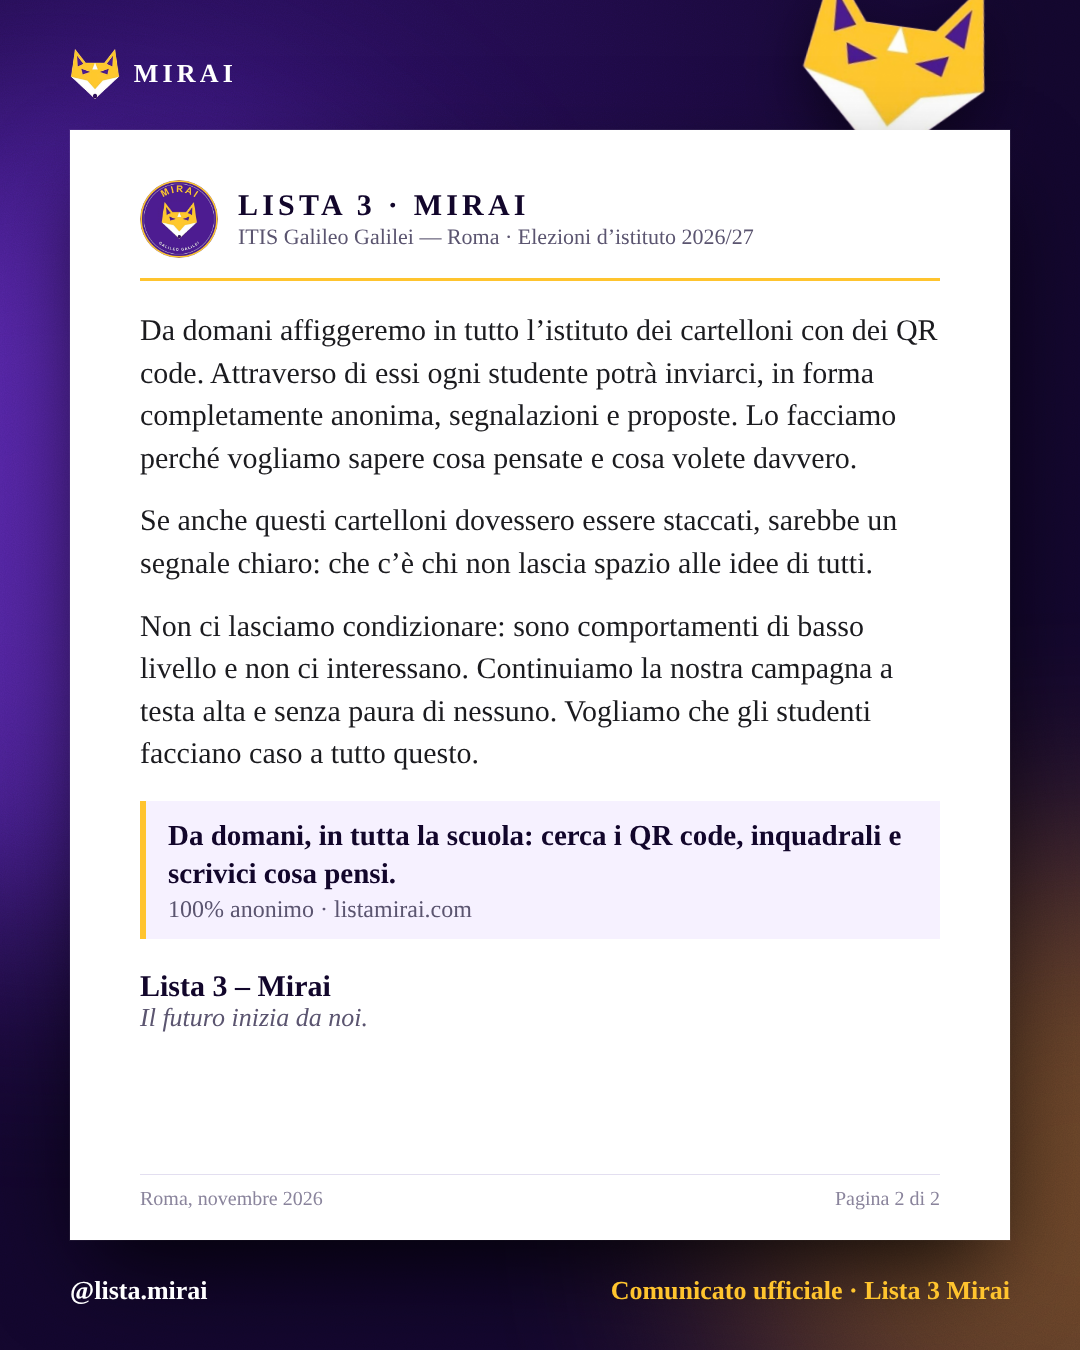 MIRAI
MIRAI
GALILEO GALILEI
LISTA 3 · MIRAI
ITIS Galileo Galilei — Roma · Elezioni d’istituto 2026/27
Da domani affiggeremo in tutto l’istituto dei cartelloni con dei QR
code. Attraverso di essi ogni studente potrà inviarci, in forma
completamente anonima, segnalazioni e proposte. Lo facciamo
perché vogliamo sapere cosa pensate e cosa volete davvero.
Se anche questi cartelloni dovessero essere staccati, sarebbe un
segnale chiaro: che c’è chi non lascia spazio alle idee di tutti.
Non ci lasciamo condizionare: sono comportamenti di basso
livello e non ci interessano. Continuiamo la nostra campagna a
testa alta e senza paura di nessuno. Vogliamo che gli studenti
facciano caso a tutto questo.
Da domani, in tutta la scuola: cerca i QR code, inquadrali e
scrivici cosa pensi.
100% anonimo · listamirai.com
Lista 3 – Mirai
Il futuro inizia da noi.
Roma, novembre 2026
Pagina 2 di 2
@lista.mirai
Comunicato ufficiale · Lista 3 Mirai